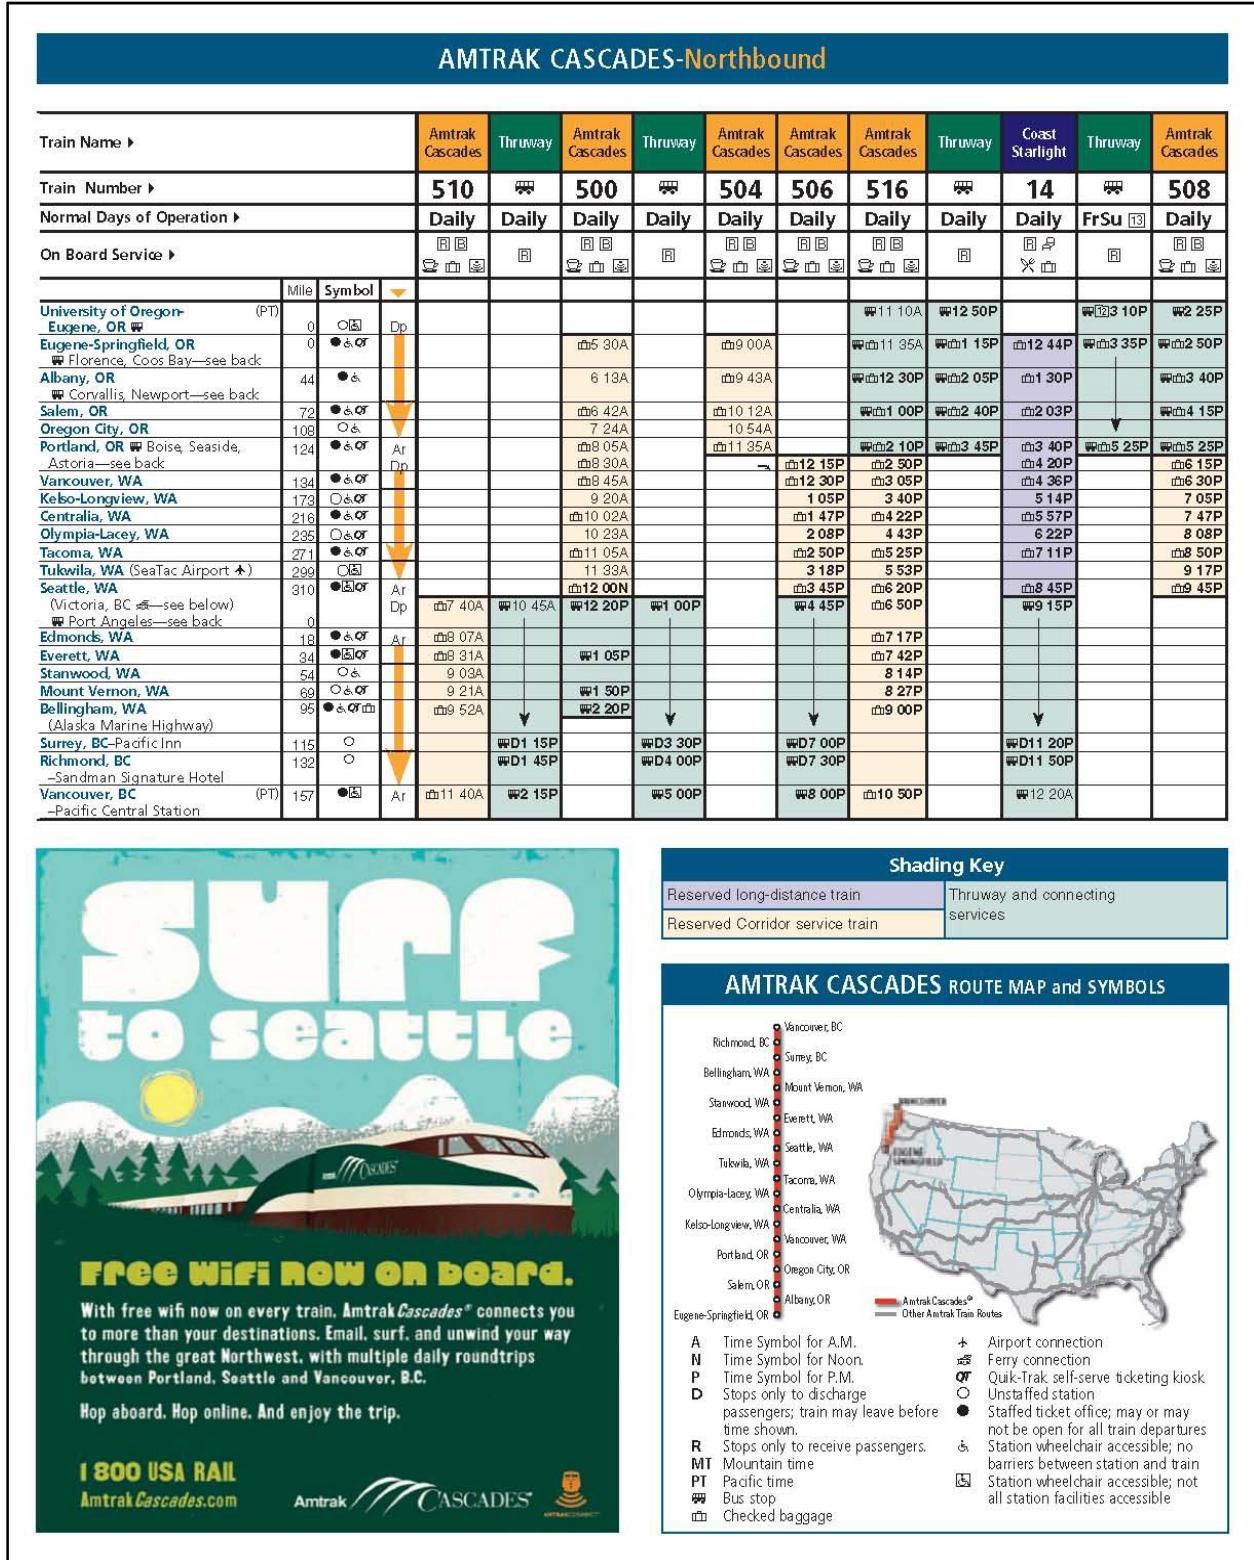 AMTRAK CASCADES-Northbound
Train Name Amtrak Cascades Thruway Amtrak Cascades Thruway Amtrak Cascades Amtrak Cascades Amtrak Cascades Thruway Coast Starlight Thruway Amtrak Cascades
Train Number 510 500 504 506 516 14 508
Normal Days of Operation Daily Daily Daily Daily Daily Daily Daily Daily Daily FrSu 13 Daily
On Board Service R B R R B R R B R B R B R R R R B
Mile Symbol
University of Oregon- (PT) 11 10A 12 50P 12 3 10P 2 25P
Eugene, OR 0 Dp
Eugene-Springfield, OR 0 QT 5 30A 9 00A 11 35A 1 15P 12 44P 3 35P 2 50P
Florence, Coos Bay—see back
Albany, OR 44 6 13A 9 43A 12 30P 2 05P 1 30P 3 40P
Corvallis, Newport—see back
Salem, OR 72 QT 6 42A 10 12A 1 00P 2 40P 2 03P 4 15P
Oregon City, OR 108 7 24A 10 54A
Portland, OR Boise, Seaside, 124 QT Ar 8 05A 11 35A 2 10P 3 45P 3 40P 5 25P 5 25P
Astoria—see back Dp 8 30A 12 15P 2 50P 4 20P 6 15P
Vancouver, WA 134 QT 8 45A 12 30P 3 05P 4 36P 6 30P
Kelso-Longview, WA 173 QT 9 20A 1 05P 3 40P 5 14P 7 05P
Centralia, WA 216 QT 10 02A 1 47P 4 22P 5 57P 7 47P
Olympia-Lacey, WA 235 QT 10 23A 2 08P 4 43P 6 22P 8 08P
Tacoma, WA 271 QT 11 05A 2 50P 5 25P 7 11P 8 50P
Tukwila, WA (SeaTac Airport) 299 11 33A 3 18P 5 53P 9 17P
Seattle, WA 310 QT Ar 12 00N 3 45P 6 20P 8 45P 9 45P
(Victoria, BC —see below) Dp 7 40A 10 45A 12 20P 1 00P 4 45P 6 50P 9 15P
Port Angeles—see back 0
Edmonds, WA 18 QT Ar 8 07A 7 17P
Everett, WA 34 QT 8 31A 1 05P 7 42P
Stanwood, WA 54 9 03A 8 14P
Mount Vernon, WA 69 QT 9 21A 1 50P 8 27P
Bellingham, WA 95 QT 9 52A 2 20P 9 00P
(Alaska Marine Highway)
Surrey, BC–Pacific Inn 115 D1 15P D3 30P D7 00P D11 20P
Richmond, BC 132 D1 45P D4 00P D7 30P D11 50P
–Sandman Signature Hotel
Vancouver, BC (PT) 157 Ar 11 40A 2 15P 5 00P 8 00P 10 50P 12 20A
–Pacific Central Station
surf
to seattle
CASCADES
Free WiFi now on board.
With free wifi now on every train, Amtrak Cascades® connects you
to more than your destinations. Email, surf, and unwind your way
through the great Northwest, with multiple daily roundtrips
between Portland, Seattle and Vancouver, B.C.
Hop aboard. Hop online. And enjoy the trip.
1 800 USA RAIL
AmtrakCascades.com
Amtrak CASCADES
AMTRAKCONNECT
Shading Key
Reserved long-distance train
Reserved Corridor service train
Thruway and connecting
services
AMTRAK CASCADES ROUTE MAP and SYMBOLS
Vancouver, BC
Richmond, BC
Surrey, BC
Bellingham, WA
Mount Vernon, WA
Stanwood, WA
Everett, WA
Edmonds, WA
Seattle, WA
Tukwila, WA
Tacoma, WA
Olympia-Lacey, WA
Centralia, WA
Kelso-Longview, WA
Vancouver, WA
Portland, OR
Oregon City, OR
Salem, OR
Albany, OR
Eugene-Springfield, OR
VANCOUVER
EUGENE-
SPRINGFIELD
Amtrak Cascades®
Other Amtrak Train Routes
A Time Symbol for A.M.
N Time Symbol for Noon.
P Time Symbol for P.M.
D Stops only to discharge
passengers; train may leave before
time shown.
R Stops only to receive passengers.
MT Mountain time
PT Pacific time
Bus stop
Checked baggage
Airport connection
Ferry connection
QT Quik-Trak self-serve ticketing kiosk
Unstaffed station
Staffed ticket office; may or may
not be open for all train departures
Station wheelchair accessible; no
barriers between station and train
Station wheelchair accessible; not
all station facilities accessible